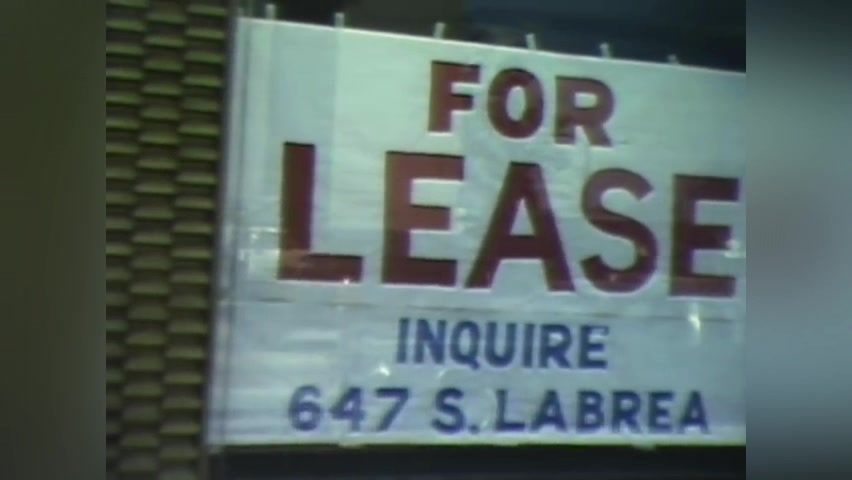 FOR
LEASE
INQUIRE
647 S. LABREA